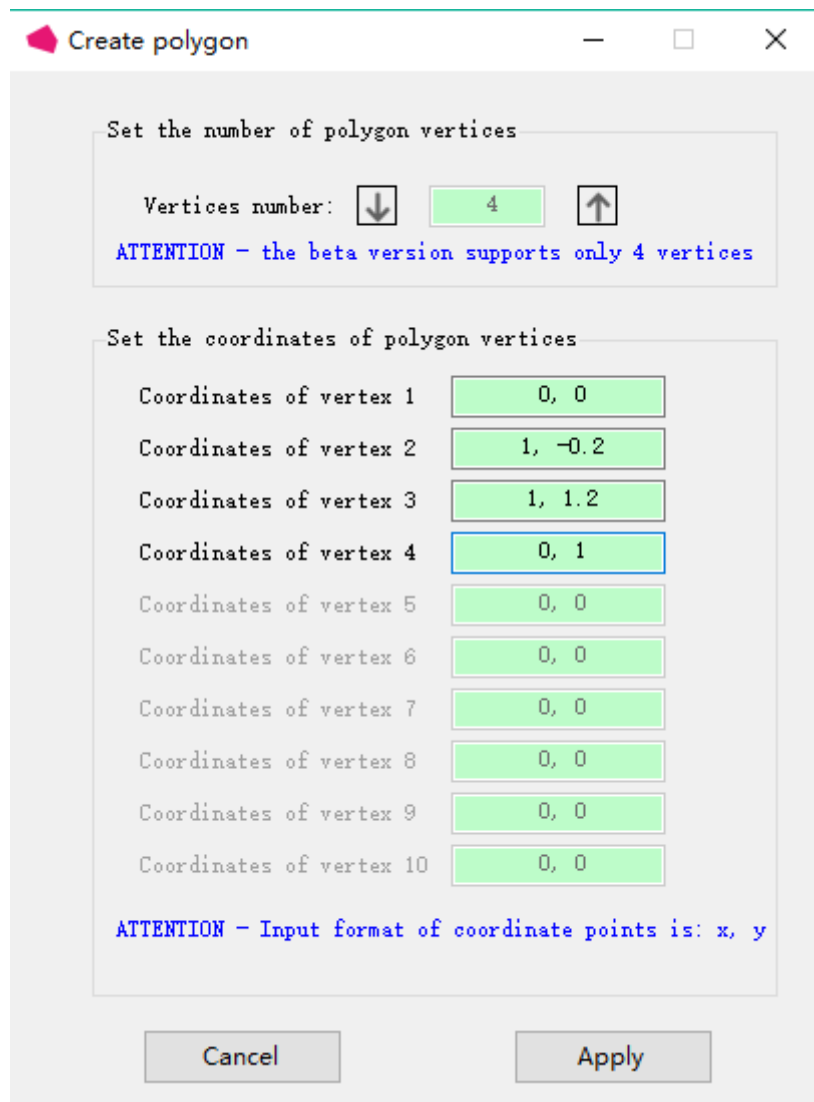 Create polygon
Set the number of polygon vertices
Vertices number: 4
ATTENTION - the beta version supports only 4 vertices
Set the coordinates of polygon vertices
Coordinates of vertex 1 0, 0
Coordinates of vertex 2 1, -0.2
Coordinates of vertex 3 1, 1.2
Coordinates of vertex 4 0, 1
Coordinates of vertex 5 0, 0
Coordinates of vertex 6 0, 0
Coordinates of vertex 7 0, 0
Coordinates of vertex 8 0, 0
Coordinates of vertex 9 0, 0
Coordinates of vertex 10 0, 0
ATTENTION - Input format of coordinate points is: x, y
Cancel Apply